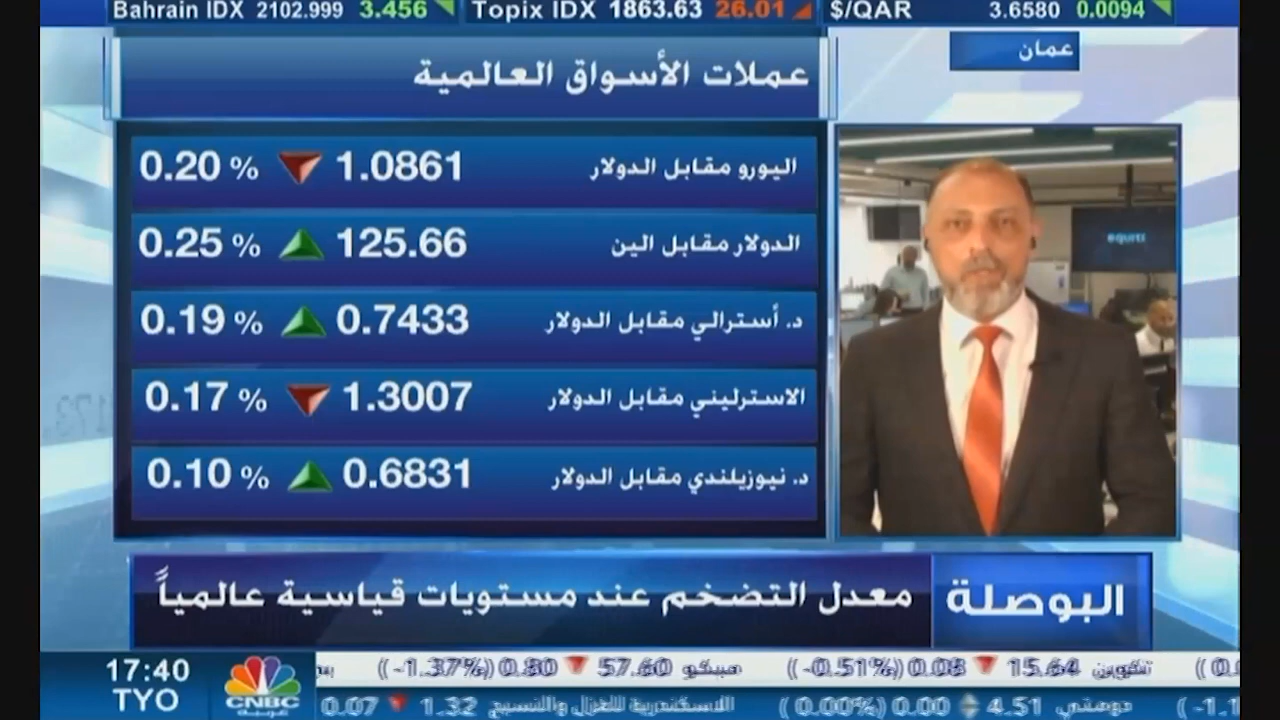 Bahrain IDX 2102.999 3.456 Topix IDX 1863.63 26.01 $/QAR 3.6580 0.0094
عمان
عملات الأسواق العالمية
اليورو مقابل الدولار 1.0861 0.20 %
الدولار مقابل الين 125.66 0.25 %
د. أسترالي مقابل الدولار 0.7433 0.19 %
الاسترليني مقابل الدولار 1.3007 0.17 %
د. نيوزيلندي مقابل الدولار 0.6831 0.10 %
equiti
البوصلة
معدل التضخم عند مستويات قياسية عالمياً
17:40
TYO
CNBC
عربية
تكوين 15.64 0.08 (-0.51%) مبكو 57.60 0.80 (-1.37%)
4.51 0.00 (0.00%) الاسكندرية للغزل والنسيج 1.32 0.07